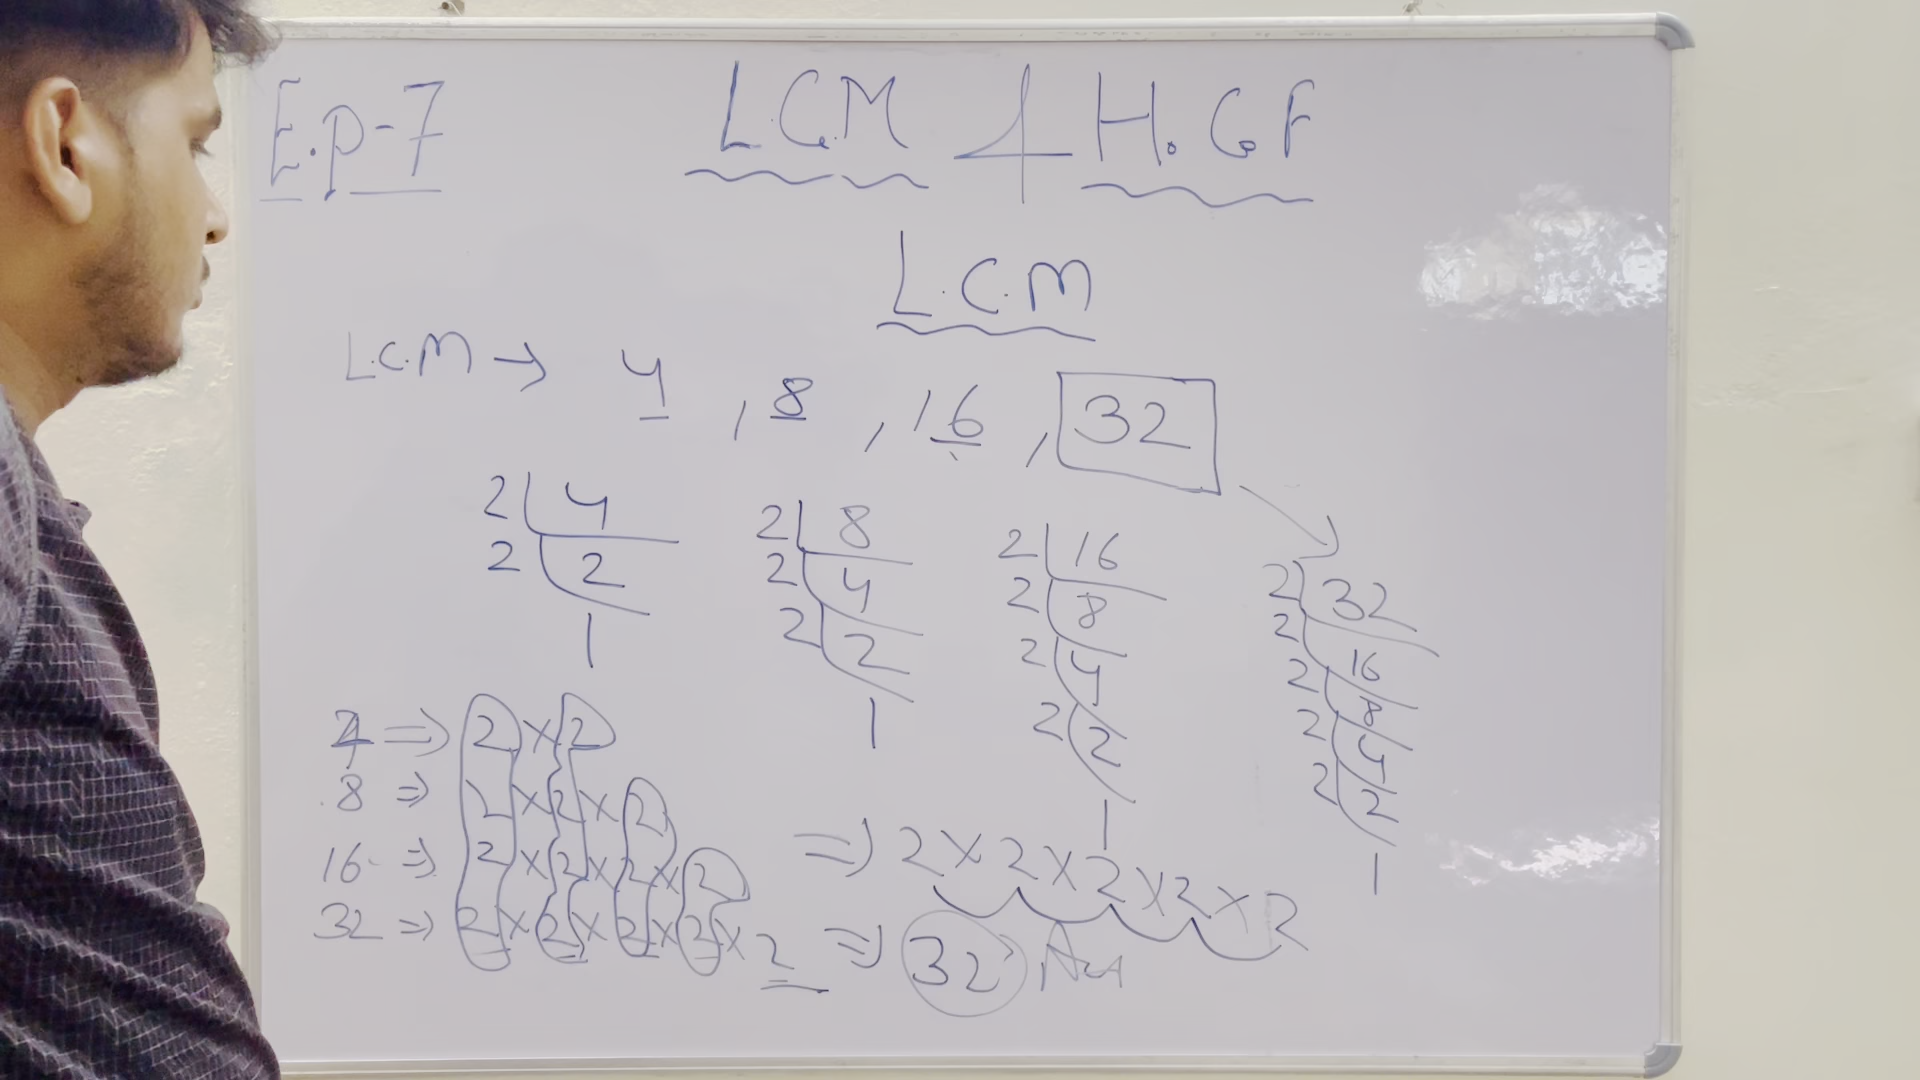 E.p-7
L.C.M & H.C.F
L.C.M
L.C.M → 4, 8, 16, 32
2 4
2 2
1
2 8
2 4
2 2
1
2 16
2 8
2 4
2 2
1
2 32
2 16
2 8
2 4
2 2
1
4 ⇒ 2 × 2
8 ⇒ 2 × 2 × 2
16 ⇒ 2 × 2 × 2 × 2
32 ⇒ 2 × 2 × 2 × 2 × 2
⇒ 2 × 2 × 2 × 2 × 2
⇒ 32 Ans